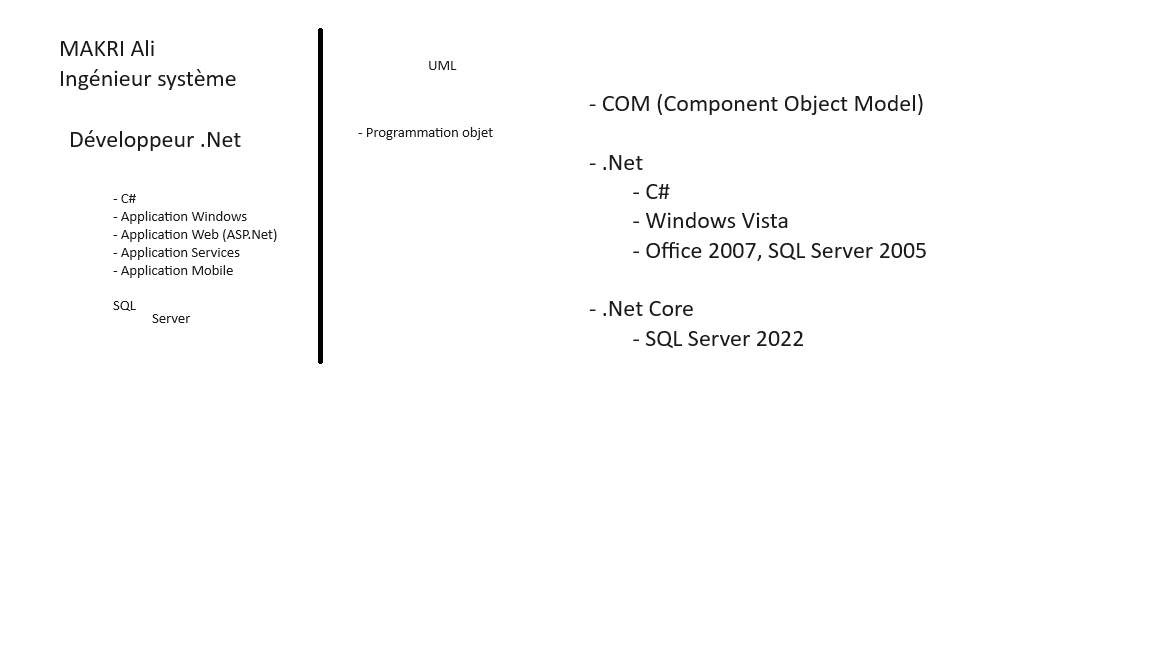 MAKRI Ali
Ingénieur système
Développeur .Net
- C#
- Application Windows
- Application Web (ASP.Net)
- Application Services
- Application Mobile
SQL
Server
UML
- Programmation objet
- COM (Component Object Model)
- .Net
- C#
- Windows Vista
- Office 2007, SQL Server 2005
- .Net Core
- SQL Server 2022